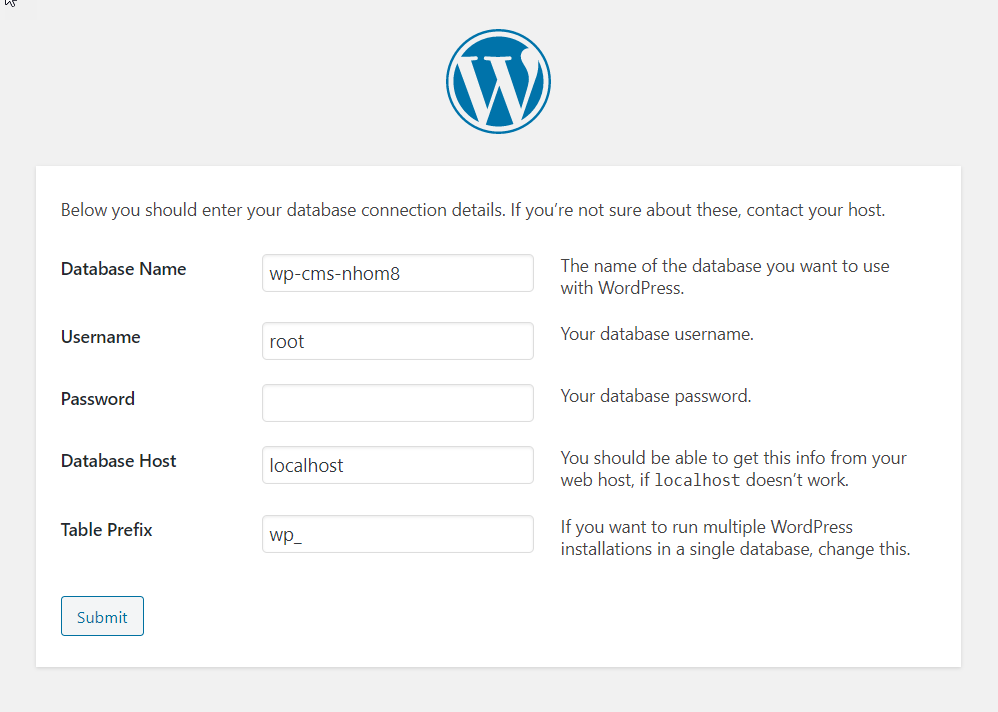 Below you should enter your database connection details. If you’re not sure about these, contact your host.
Database Name
wp-cms-nhom8
The name of the database you want to use
with WordPress.
Username
root
Your database username.
Password
Your database password.
Database Host
localhost
You should be able to get this info from your
web host, if localhost doesn’t work.
Table Prefix
wp_
If you want to run multiple WordPress
installations in a single database, change this.
Submit